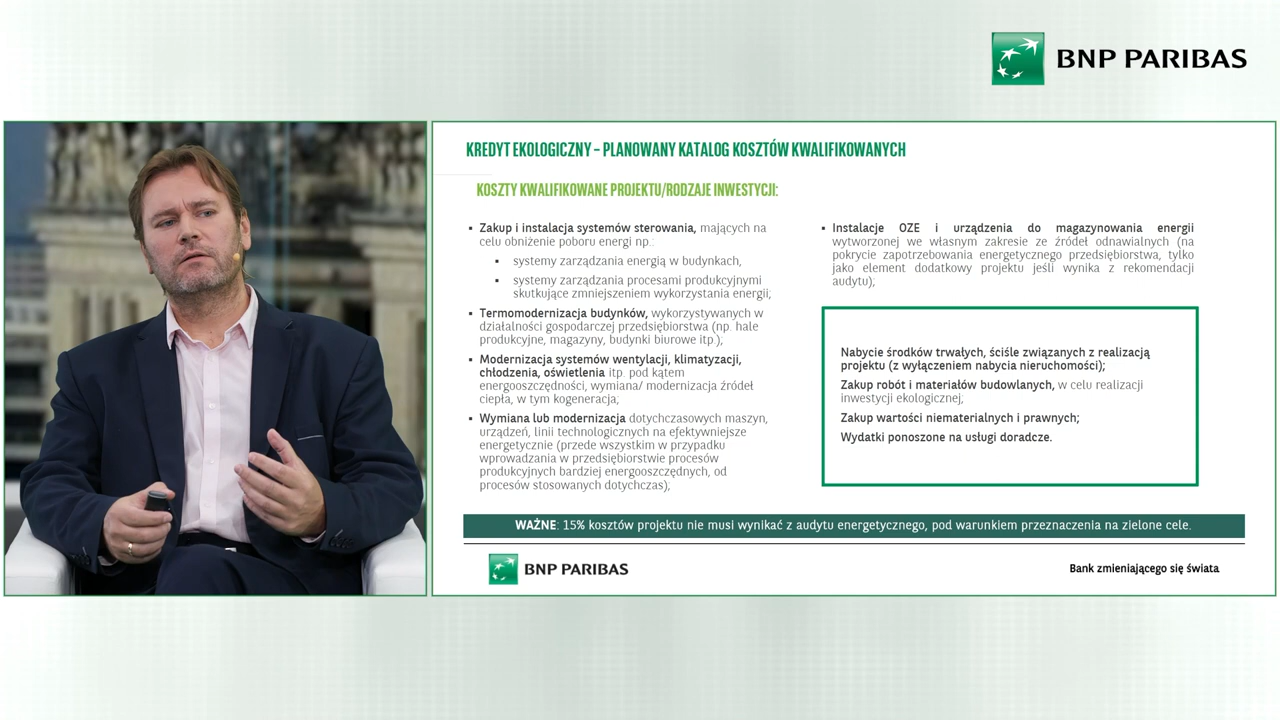 BNP PARIBAS
KREDYT EKOLOGICZNY – PLANOWANY KATALOG KOSZTÓW KWALIFIKOWANYCH
KOSZTY KWALIFIKOWANE PROJEKTU/RODZAJE INWESTYCJI:
▪ Zakup i instalacja systemów sterowania, mających na
celu obniżenie poboru energi np.:
▪ systemy zarządzania energią w budynkach,
▪ systemy zarządzania procesami produkcyjnymi
skutkujące zmniejszeniem wykorzystania energii;
▪ Termomodernizacja budynków, wykorzystywanych w
działalności gospodarczej przedsiębiorstwa (np. hale
produkcyjne, magazyny, budynki biurowe itp.);
▪ Modernizacja systemów wentylacji, klimatyzacji,
chłodzenia, oświetlenia itp. pod kątem
energooszczędności, wymiana/ modernizacja źródeł
ciepła, w tym kogeneracja;
▪ Wymiana lub modernizacja dotychczasowych maszyn,
urządzeń, linii technologicznych na efektywniejsze
energetycznie (przede wszystkim w przypadku
wprowadzania w przedsiębiorstwie procesów
produkcyjnych bardziej energooszczędnych, od
procesów stosowanych dotychczas);
▪ Instalacje OZE i urządzenia do magazynowania energii
wytworzonej we własnym zakresie ze źródeł odnawialnych (na
pokrycie zapotrzebowania energetycznego przedsiębiorstwa, tylko
jako element dodatkowy projektu jeśli wynika z rekomendacji
audytu);
Nabycie środków trwałych, ściśle związanych z realizacją
projektu (z wyłączeniem nabycia nieruchomości);
Zakup robót i materiałów budowlanych, w celu realizacji
inwestycji ekologicznej;
Zakup wartości niematerialnych i prawnych;
Wydatki ponoszone na usługi doradcze.
WAŻNE: 15% kosztów projektu nie musi wynikać z audytu energetycznego, pod warunkiem przeznaczenia na zielone cele.
BNP PARIBAS
Bank zmieniającego się świata